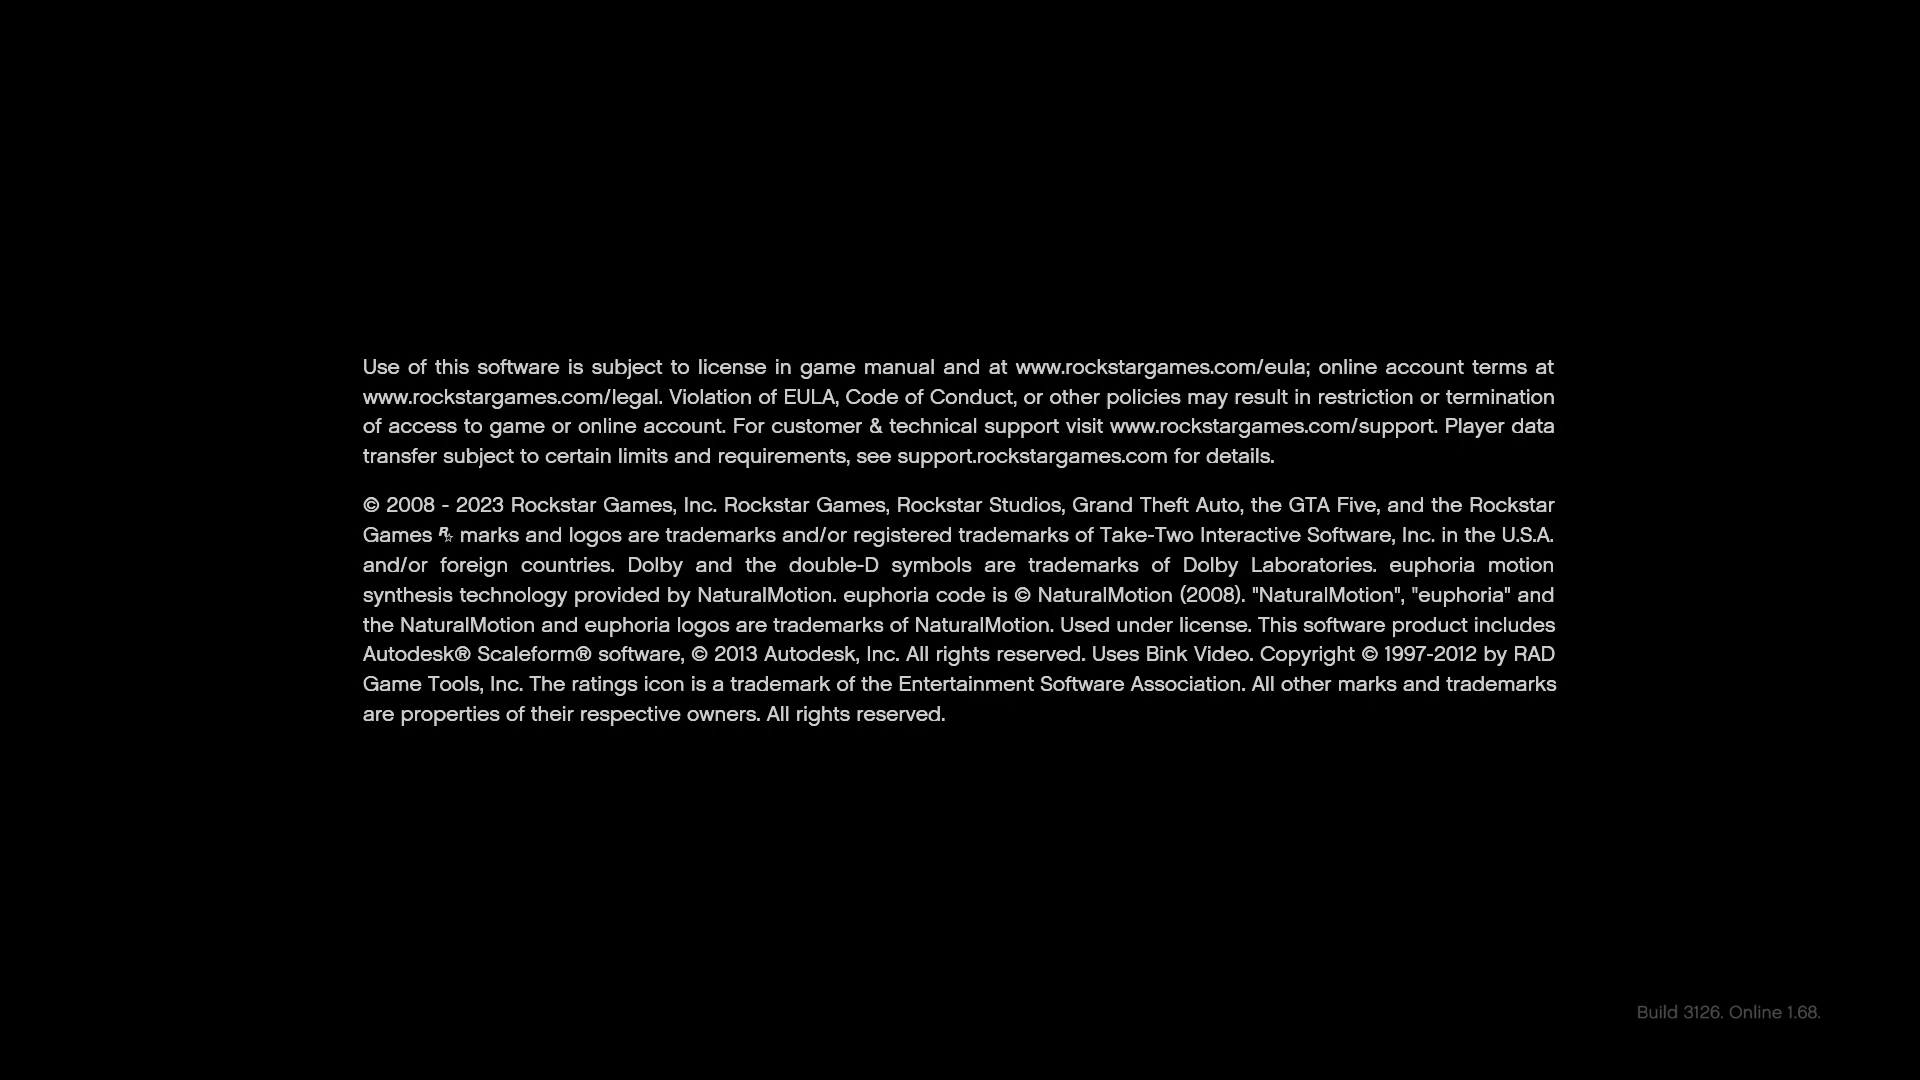 Use of this software is subject to license in game manual and at www.rockstargames.com/eula; online account terms at
www.rockstargames.com/legal. Violation of EULA, Code of Conduct, or other policies may result in restriction or termination
of access to game or online account. For customer & technical support visit www.rockstargames.com/support. Player data
transfer subject to certain limits and requirements, see support.rockstargames.com for details.
© 2008 - 2023 Rockstar Games, Inc. Rockstar Games, Rockstar Studios, Grand Theft Auto, the GTA Five, and the Rockstar
Games R* marks and logos are trademarks and/or registered trademarks of Take-Two Interactive Software, Inc. in the U.S.A.
and/or foreign countries. Dolby and the double-D symbols are trademarks of Dolby Laboratories. euphoria motion
synthesis technology provided by NaturalMotion. euphoria code is © NaturalMotion (2008). "NaturalMotion", "euphoria" and
the NaturalMotion and euphoria logos are trademarks of NaturalMotion. Used under license. This software product includes
Autodesk® Scaleform® software, © 2013 Autodesk, Inc. All rights reserved. Uses Bink Video. Copyright © 1997-2012 by RAD
Game Tools, Inc. The ratings icon is a trademark of the Entertainment Software Association. All other marks and trademarks
are properties of their respective owners. All rights reserved.
Build 3126. Online 1.68.